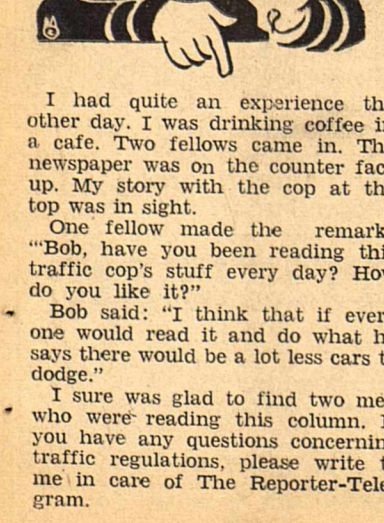 I had quite an experience th
other day. I was drinking coffee i
a cafe. Two fellows came in. Th
newspaper was on the counter fac
up. My story with the cop at th
top was in sight.
One fellow made the remark
"'Bob, have you been reading thi
traffic cop's stuff every day? How
do you like it?"
Bob said: "I think that if ever
one would read it and do what h
says there would be a lot less cars t
dodge."
I sure was glad to find two me
who were reading this column. I
you have any questions concernin
traffic regulations, please write t
me in care of The Reporter-Tele
gram.